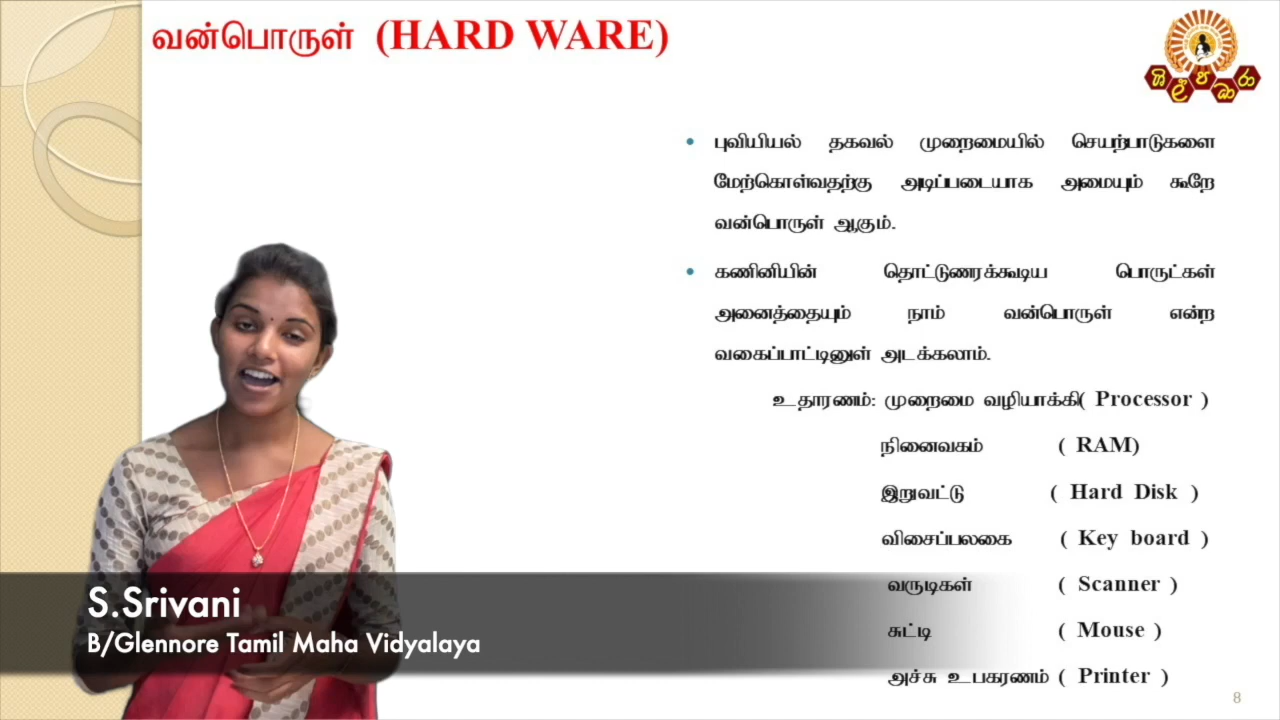 வன்பொருள் (HARD WARE)
ශිල්පධාරා
• புவியியல் தகவல் முறைமையில் செயற்பாடுகளை
மேற்கொள்வதற்கு அடிப்படையாக அமையும் கூறே
வன்பொருள் ஆகும்.
• கணினியின் தொட்டுணரக்கூடிய பொருட்கள்
அனைத்தையும் நாம் வன்பொருள் என்ற
வகைப்பாட்டினுள் அடக்கலாம்.
உதாரணம்: முறைமை வழியாக்கி( Processor )
நினைவகம் ( RAM)
இறுவட்டு ( Hard Disk )
விசைப்பலகை ( Key board )
வருடிகள் ( Scanner )
சுட்டி ( Mouse )
அச்சு உபகரணம் ( Printer )
S.Srivani
B/Glennore Tamil Maha Vidyalaya
8